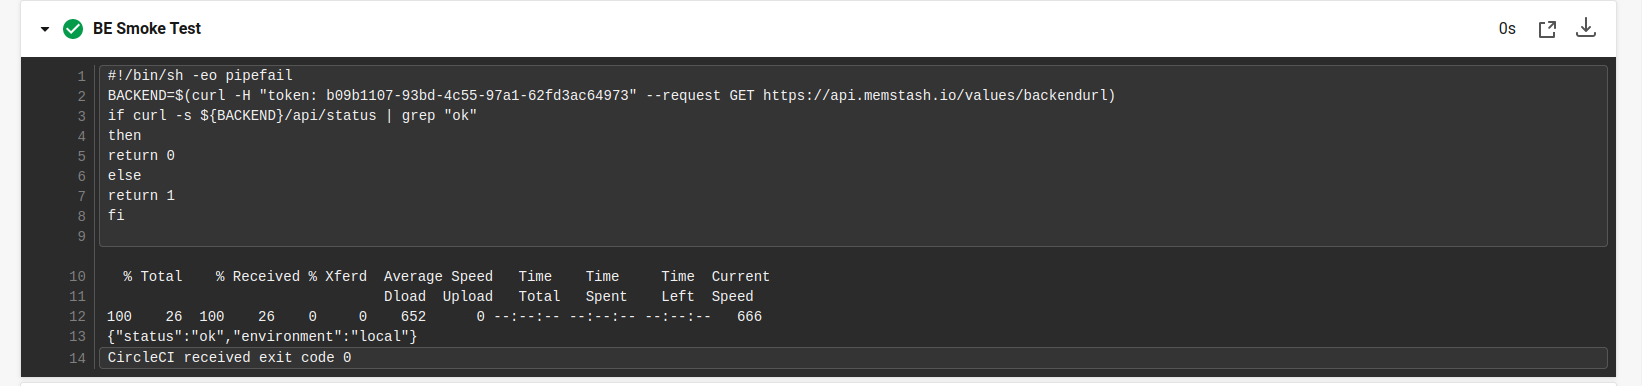 BE Smoke Test
0s
1 #!/bin/sh -eo pipefail
2 BACKEND=$(curl -H "token: b09b1107-93bd-4c55-97a1-62fd3ac64973" --request GET https://api.memstash.io/values/backendurl)
3 if curl -s ${BACKEND}/api/status | grep "ok"
4 then
5 return 0
6 else
7 return 1
8 fi
9
10 % Total % Received % Xferd Average Speed Time Time Time Current
11 Dload Upload Total Spent Left Speed
12 100 26 100 26 0 0 652 0 --:--:-- --:--:-- --:--:-- 666
13 {"status":"ok","environment":"local"}
14 CircleCI received exit code 0